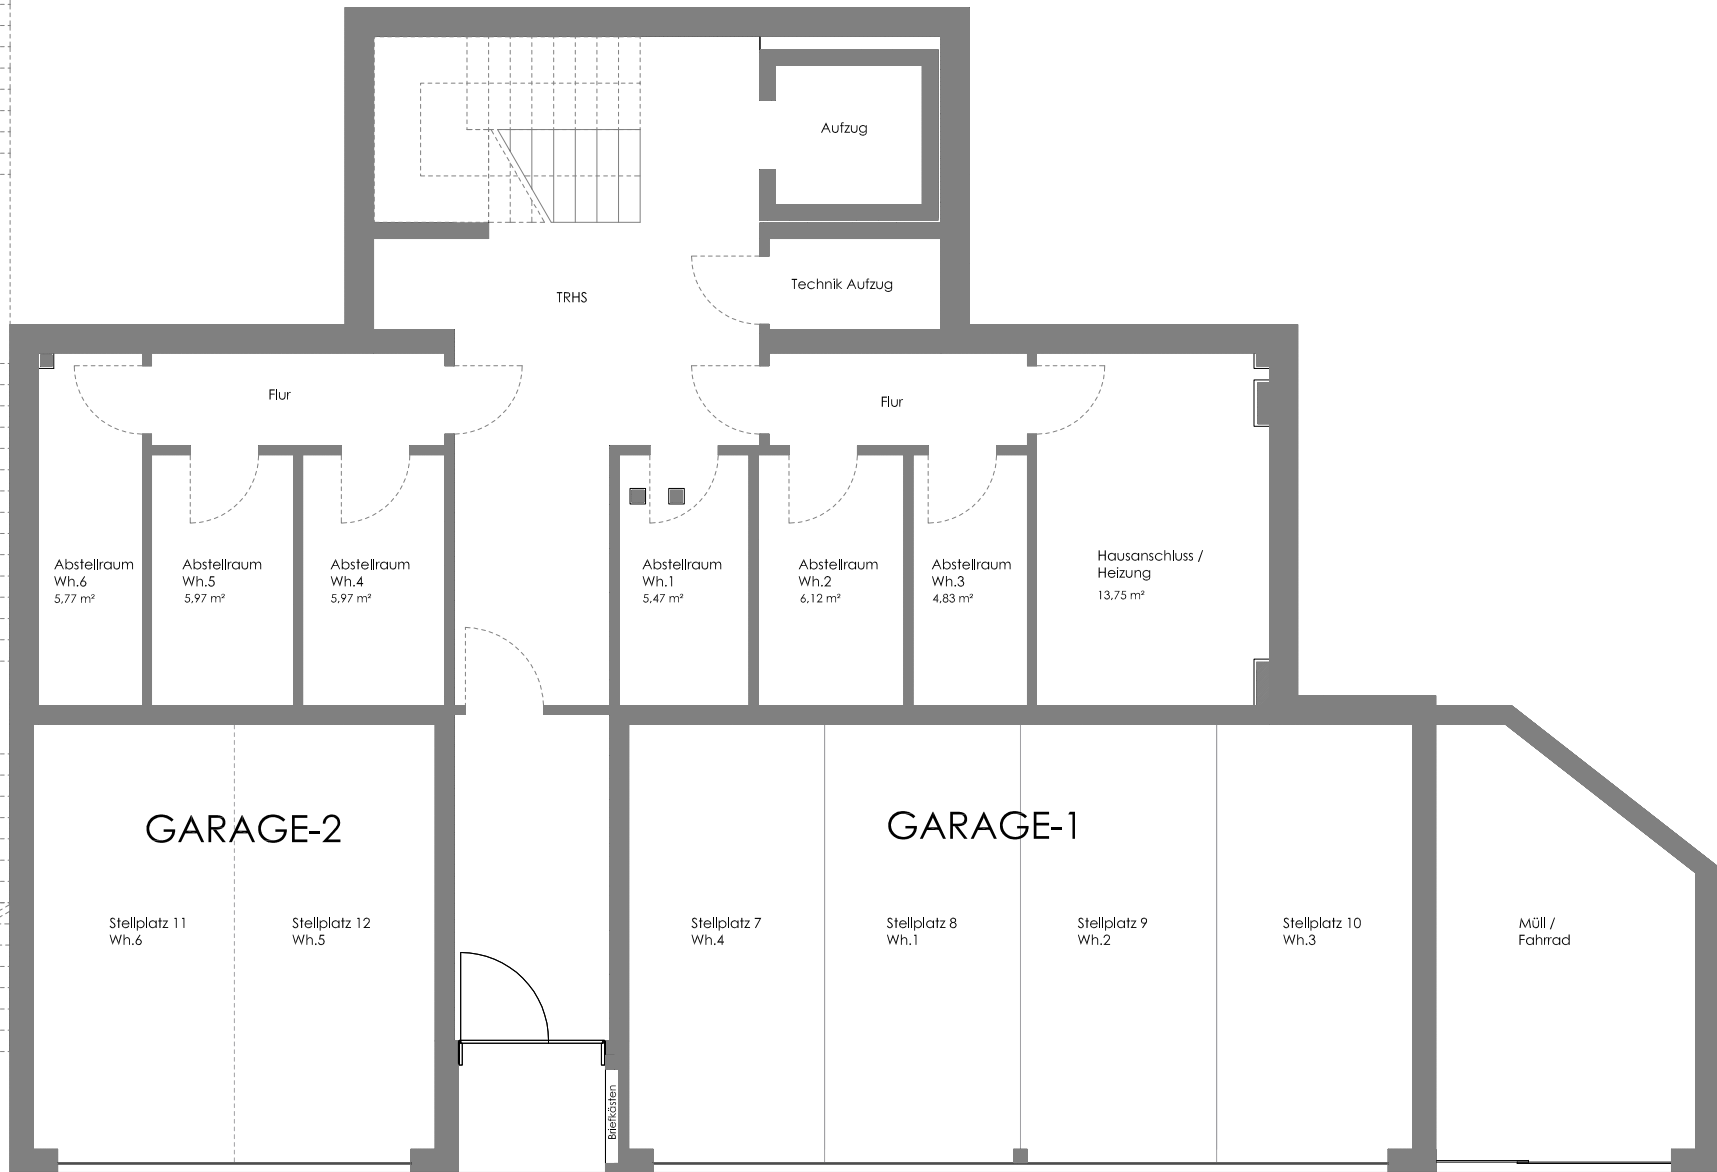 Aufzug
Technik Aufzug
TRHS
Flur
Flur
Abstellraum
Wh.6
5,77 m²
Abstellraum
Wh.5
5,97 m²
Abstellraum
Wh.4
5,97 m²
Abstellraum
Wh.1
5,47 m²
Abstellraum
Wh.2
6,12 m²
Abstellraum
Wh.3
4,83 m²
Hausanschluss /
Heizung
13,75 m²
GARAGE-2
GARAGE-1
Stellplatz 11
Wh.6
Stellplatz 12
Wh.5
Stellplatz 7
Wh.4
Stellplatz 8
Wh.1
Stellplatz 9
Wh.2
Stellplatz 10
Wh.3
Müll /
Fahrrad
Briefkästen